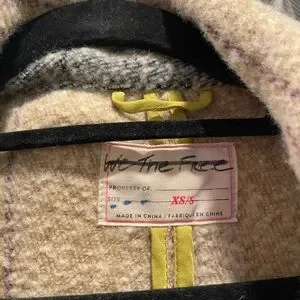 We The Free
PROPERTY OF
SIZE XS/S
MADE IN CHINA / FABRIQUÉ EN CHINE